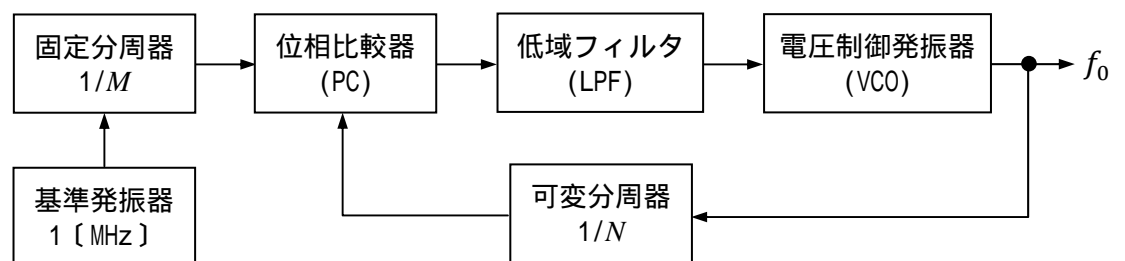 固定分周器
1/M
位相比較器
(PC)
低域フィルタ
(LPF)
電圧制御発振器
(VCO)
f₀
基準発振器
1〔MHz〕
可変分周器
1/N